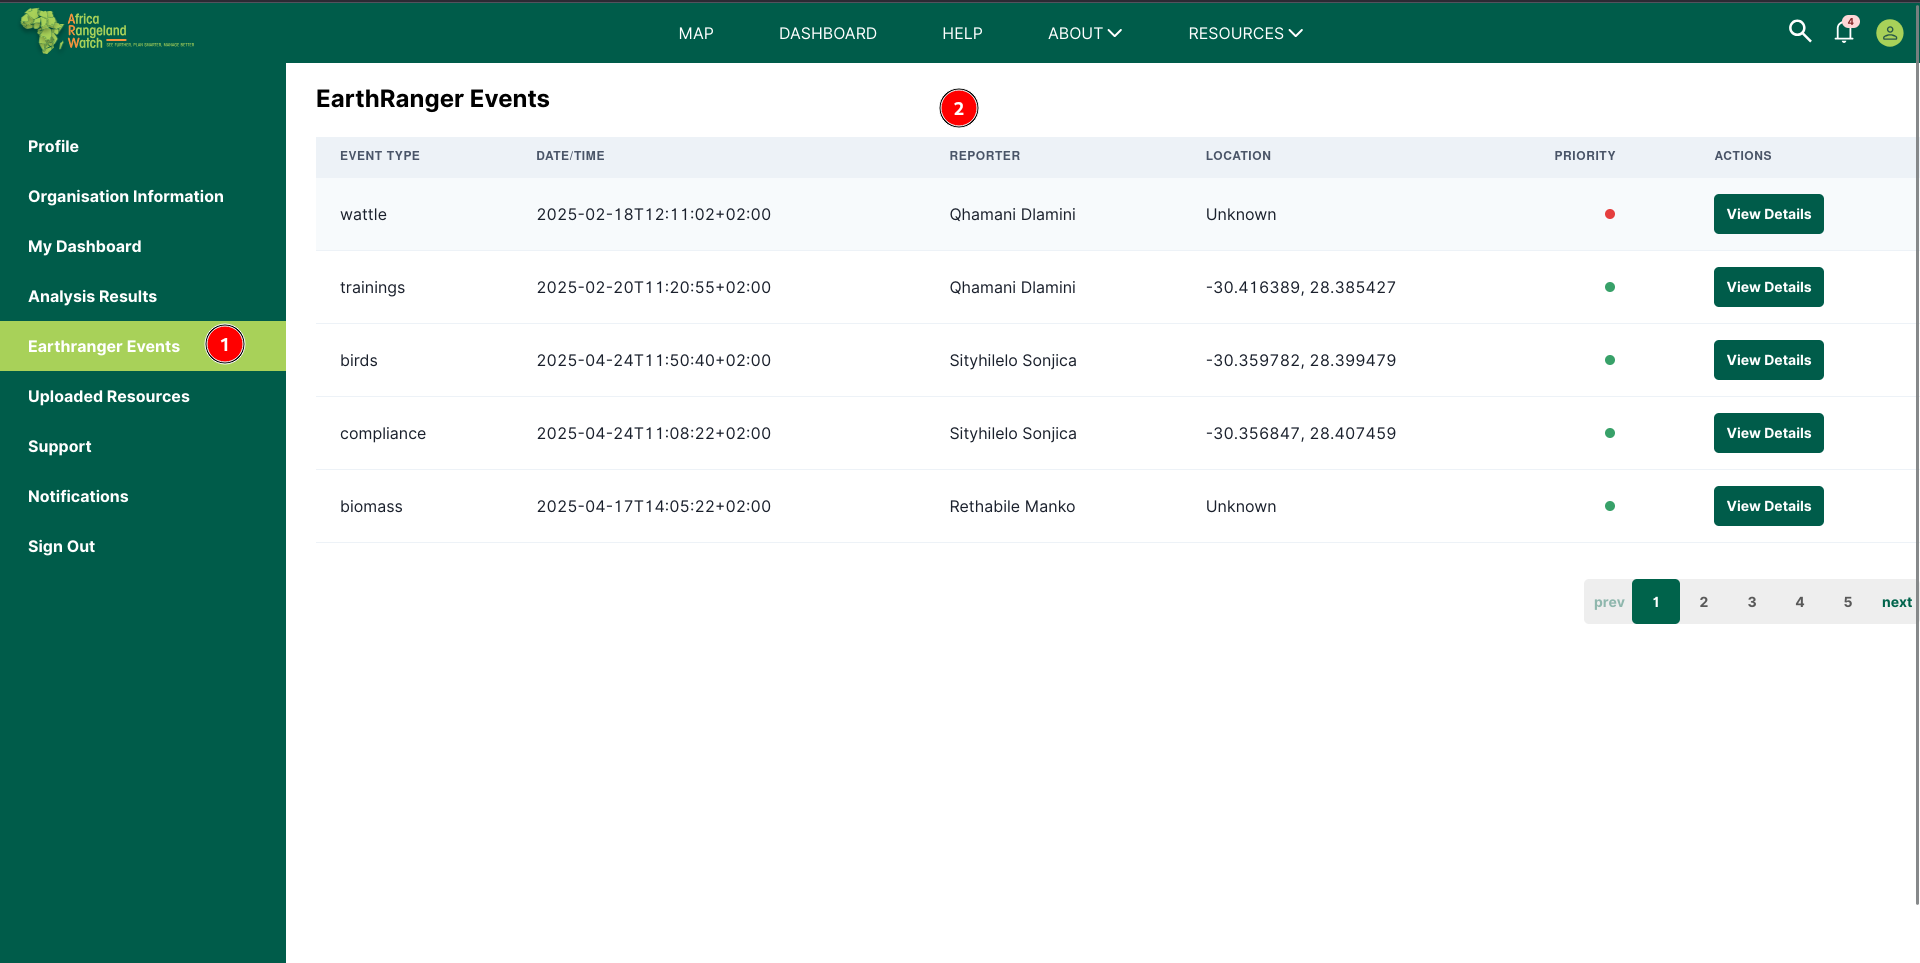 Africa
Rangeland
Watch SEE FURTHER. PLAN SMARTER. MANAGE BETTER
MAP DASHBOARD HELP ABOUT RESOURCES 4
EarthRanger Events
2
Profile
Organisation Information
My Dashboard
Analysis Results
Earthranger Events 1
Uploaded Resources
Support
Notifications
Sign Out
EVENT TYPE DATE/TIME REPORTER LOCATION PRIORITY ACTIONS
wattle 2025-02-18T12:11:02+02:00 Qhamani Dlamini Unknown View Details
trainings 2025-02-20T11:20:55+02:00 Qhamani Dlamini -30.416389, 28.385427 View Details
birds 2025-04-24T11:50:40+02:00 Sityhilelo Sonjica -30.359782, 28.399479 View Details
compliance 2025-04-24T11:08:22+02:00 Sityhilelo Sonjica -30.356847, 28.407459 View Details
biomass 2025-04-17T14:05:22+02:00 Rethabile Manko Unknown View Details
prev 1 2 3 4 5 next